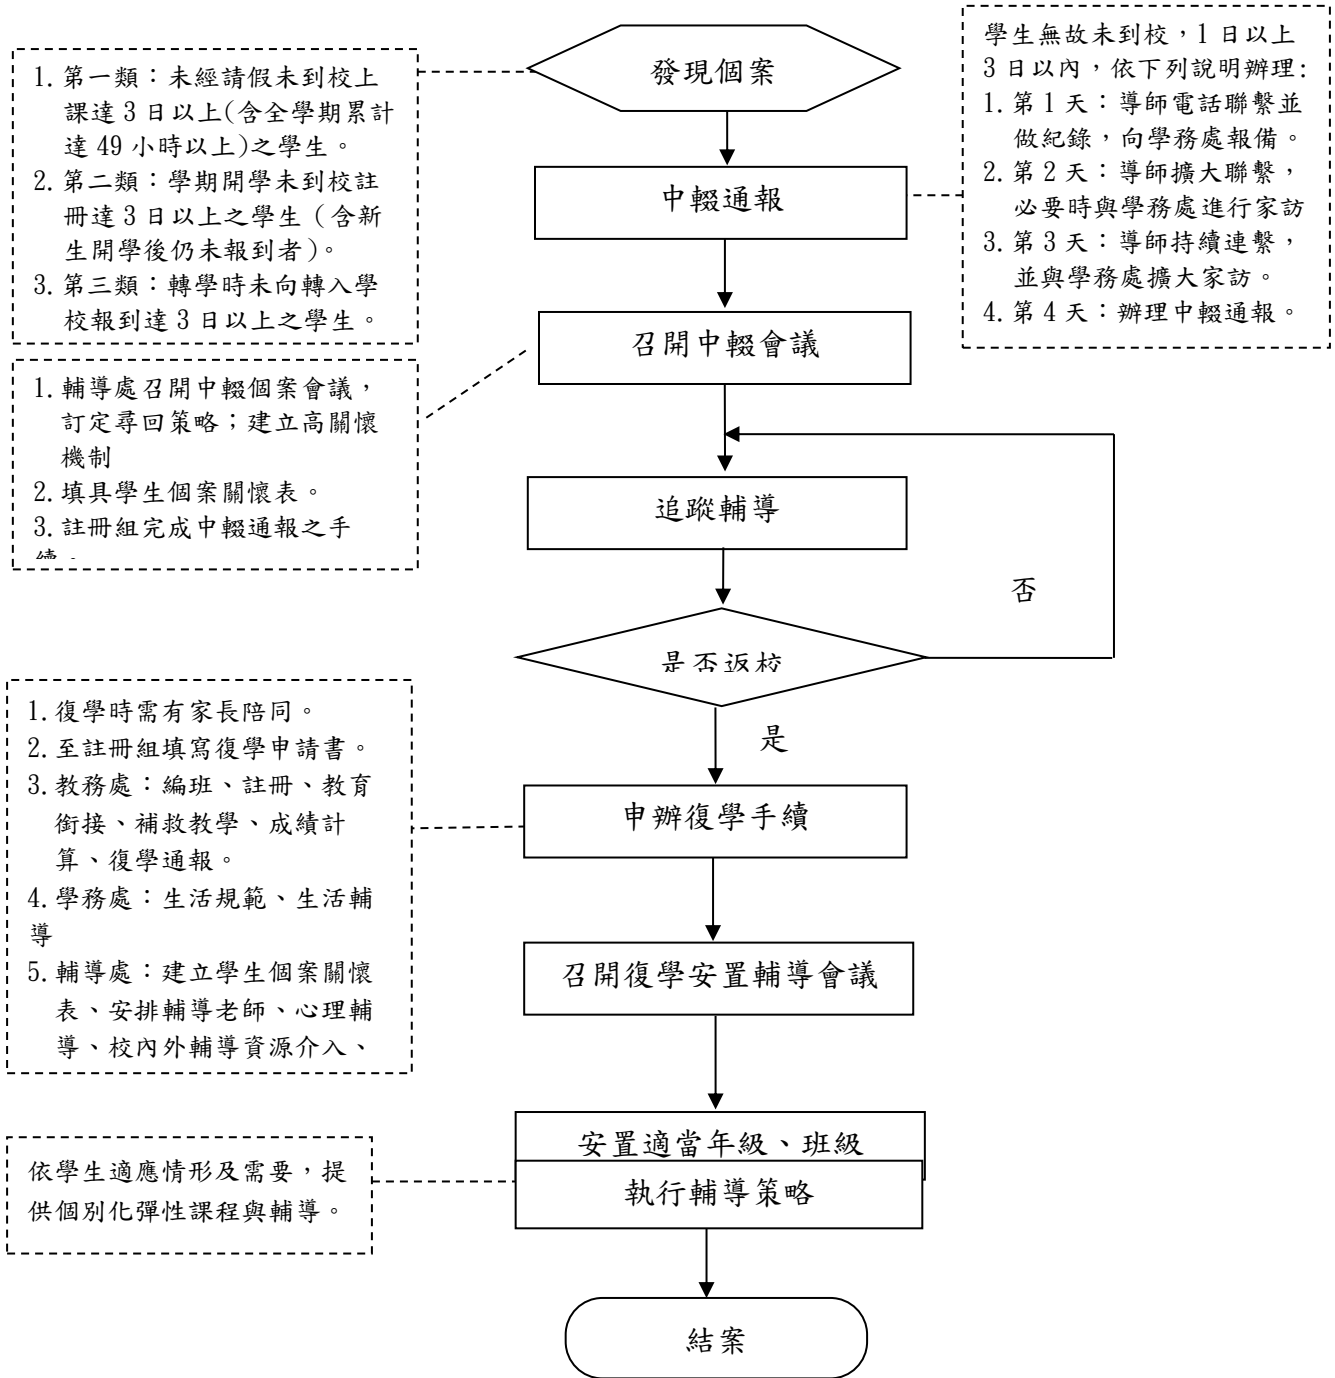 發現個案
1. 第一類：未經請假未到校上
課達 3 日以上(含全學期累計
達 49 小時以上)之學生。
2. 第二類：學期開學未到校註
冊達 3 日以上之學生（含新
生開學後仍未報到者）。
3. 第三類：轉學時未向轉入學
校報到達 3 日以上之學生。
學生無故未到校，1 日以上
3 日以內，依下列說明辦理:
1. 第 1 天：導師電話聯繫並
做紀錄，向學務處報備。
2. 第 2 天：導師擴大聯繫，
必要時與學務處進行家訪
3. 第 3 天：導師持續連繫，
並與學務處擴大家訪。
4. 第 4 天：辦理中輟通報。
中輟通報
召開中輟會議
1. 輔導處召開中輟個案會議，
訂定尋回策略；建立高關懷
機制
2. 填具學生個案關懷表。
3. 註冊組完成中輟通報之手
續。
追蹤輔導
否
是否返校
是
1. 復學時需有家長陪同。
2. 至註冊組填寫復學申請書。
3. 教務處：編班、註冊、教育
銜接、補救教學、成績計
算、復學通報。
4. 學務處：生活規範、生活輔
導
5. 輔導處：建立學生個案關懷
表、安排輔導老師、心理輔
導、校內外輔導資源介入、
申辦復學手續
召開復學安置輔導會議
安置適當年級、班級
執行輔導策略
依學生適應情形及需要，提
供個別化彈性課程與輔導。
結案